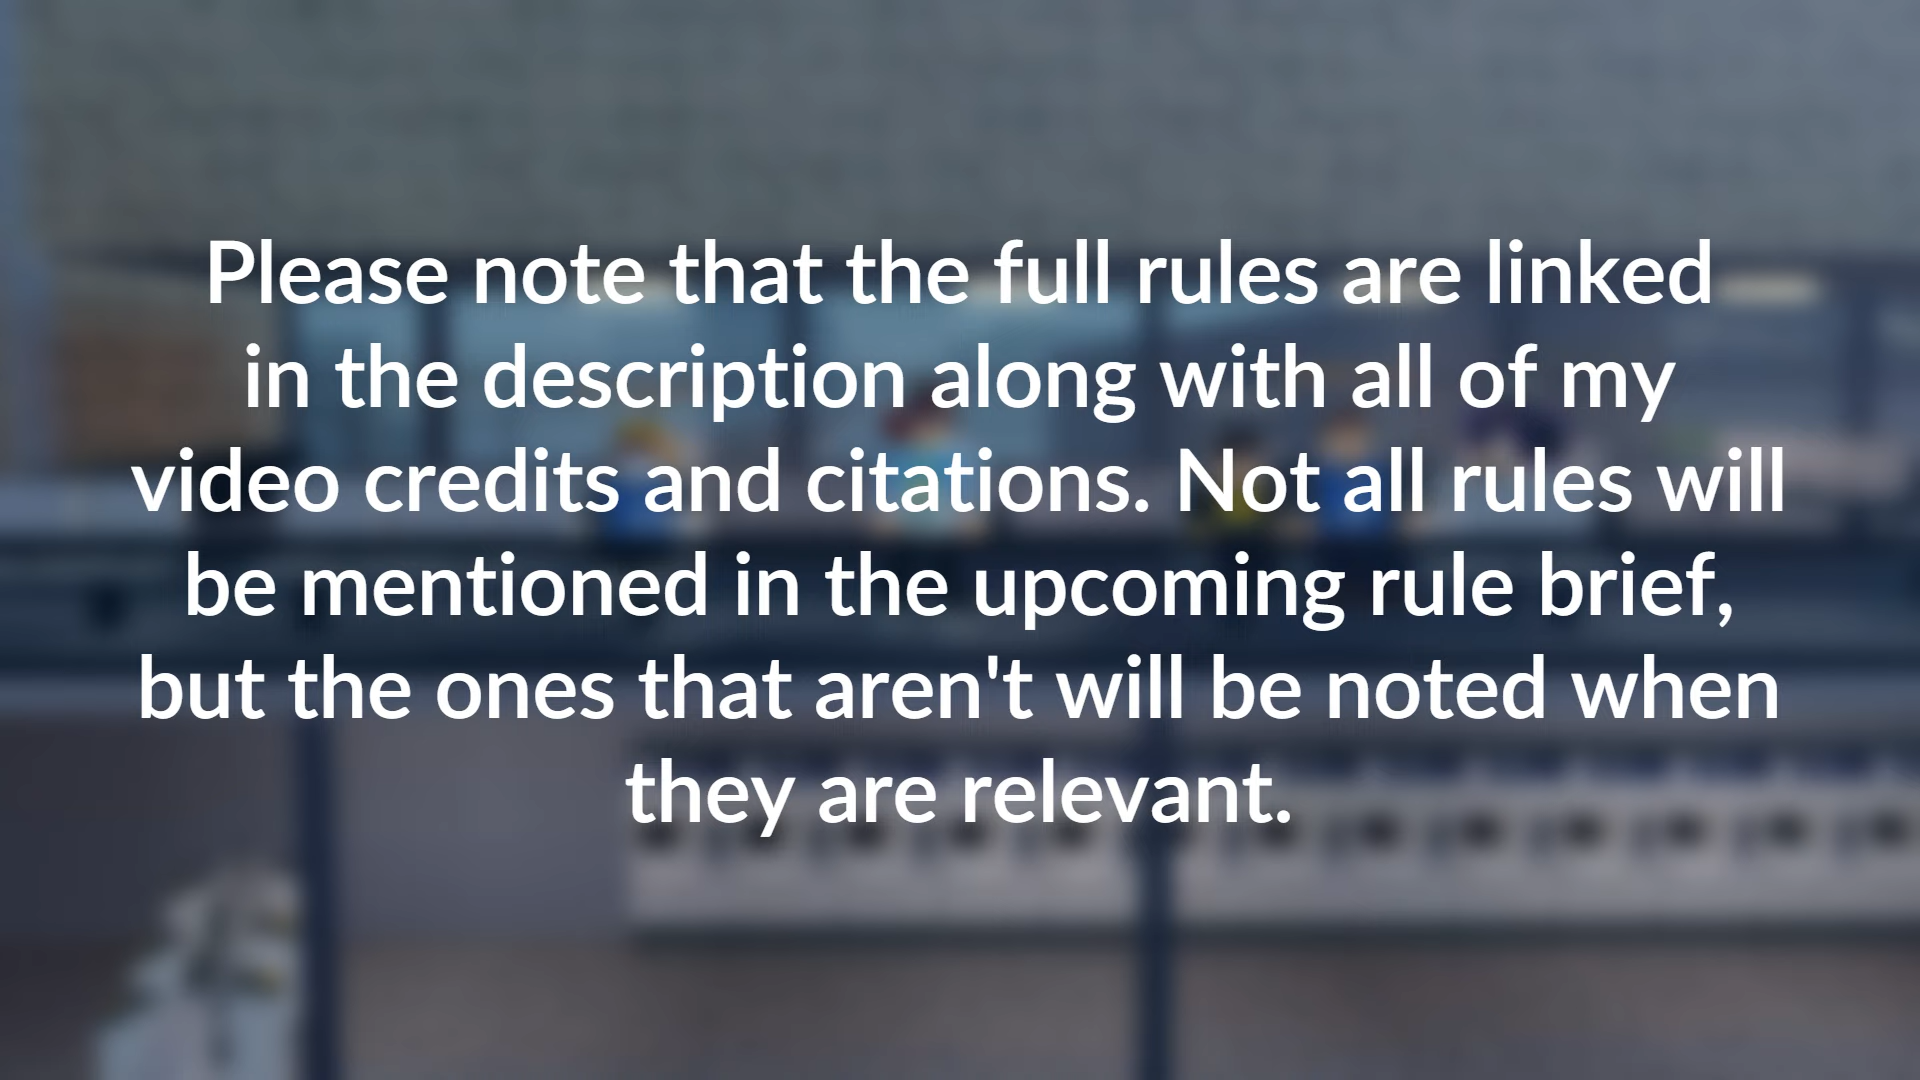 Please note that the full rules are linked
in the description along with all of my
video credits and citations. Not all rules will
be mentioned in the upcoming rule brief,
but the ones that aren't will be noted when
they are relevant.